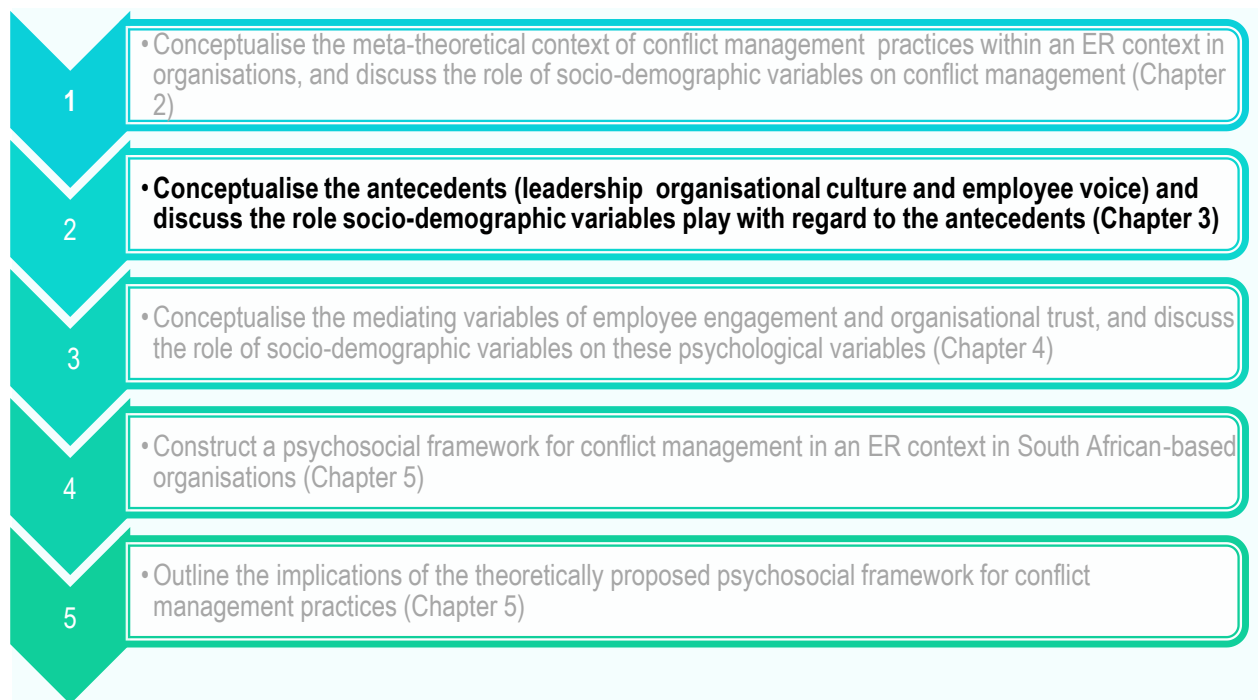 1
• Conceptualise the meta-theoretical context of conflict management practices within an ER context in
organisations, and discuss the role of socio-demographic variables on conflict management (Chapter
2)
2
• Conceptualise the antecedents (leadership organisational culture and employee voice) and
discuss the role socio-demographic variables play with regard to the antecedents (Chapter 3)
3
• Conceptualise the mediating variables of employee engagement and organisational trust, and discuss
the role of socio-demographic variables on these psychological variables (Chapter 4)
4
• Construct a psychosocial framework for conflict management in an ER context in South African-based
organisations (Chapter 5)
5
• Outline the implications of the theoretically proposed psychosocial framework for conflict
management practices (Chapter 5)